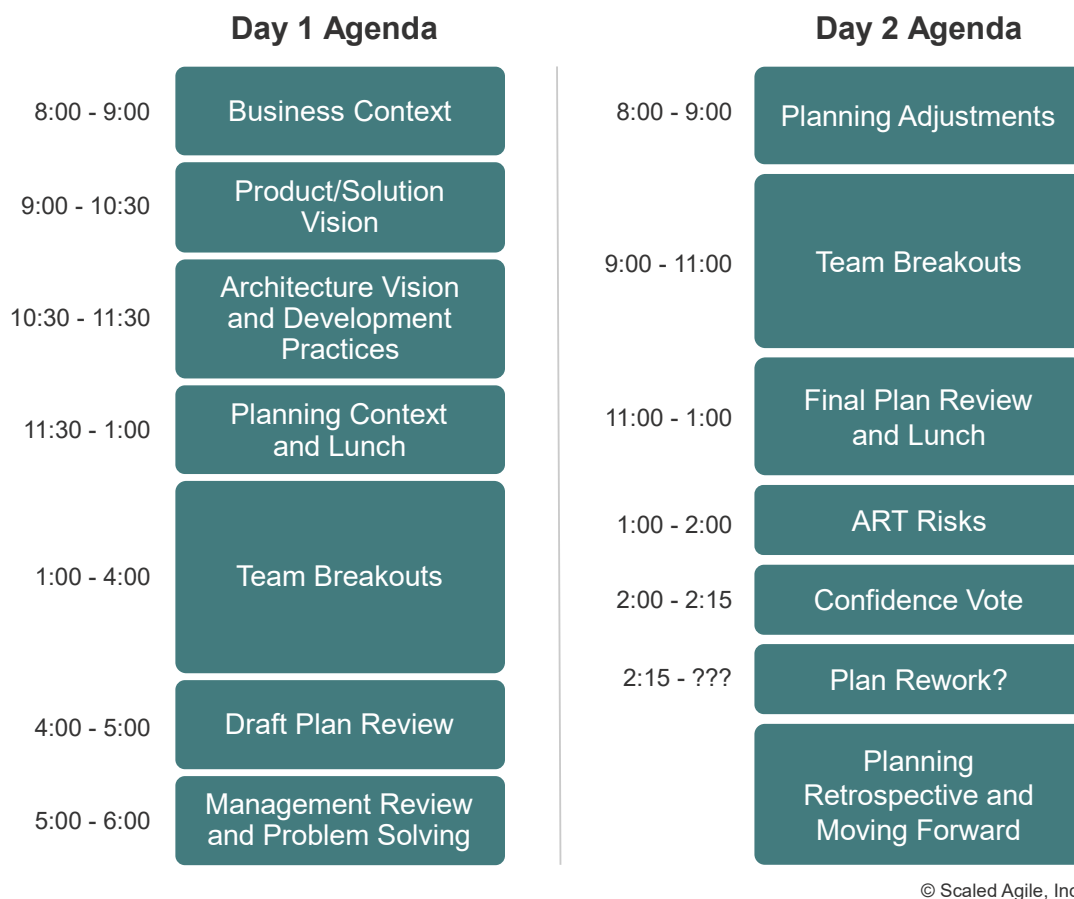 Day 1 Agenda
8:00 - 9:00
Business Context
9:00 - 10:30
Product/Solution
Vision
10:30 - 11:30
Architecture Vision
and Development
Practices
11:30 - 1:00
Planning Context
and Lunch
1:00 - 4:00
Team Breakouts
4:00 - 5:00
Draft Plan Review
5:00 - 6:00
Management Review
and Problem Solving
Day 2 Agenda
8:00 - 9:00
Planning Adjustments
9:00 - 11:00
Team Breakouts
11:00 - 1:00
Final Plan Review
and Lunch
1:00 - 2:00
ART Risks
2:00 - 2:15
Confidence Vote
2:15 - ???
Plan Rework?
Planning
Retrospective and
Moving Forward
© Scaled Agile, Inc